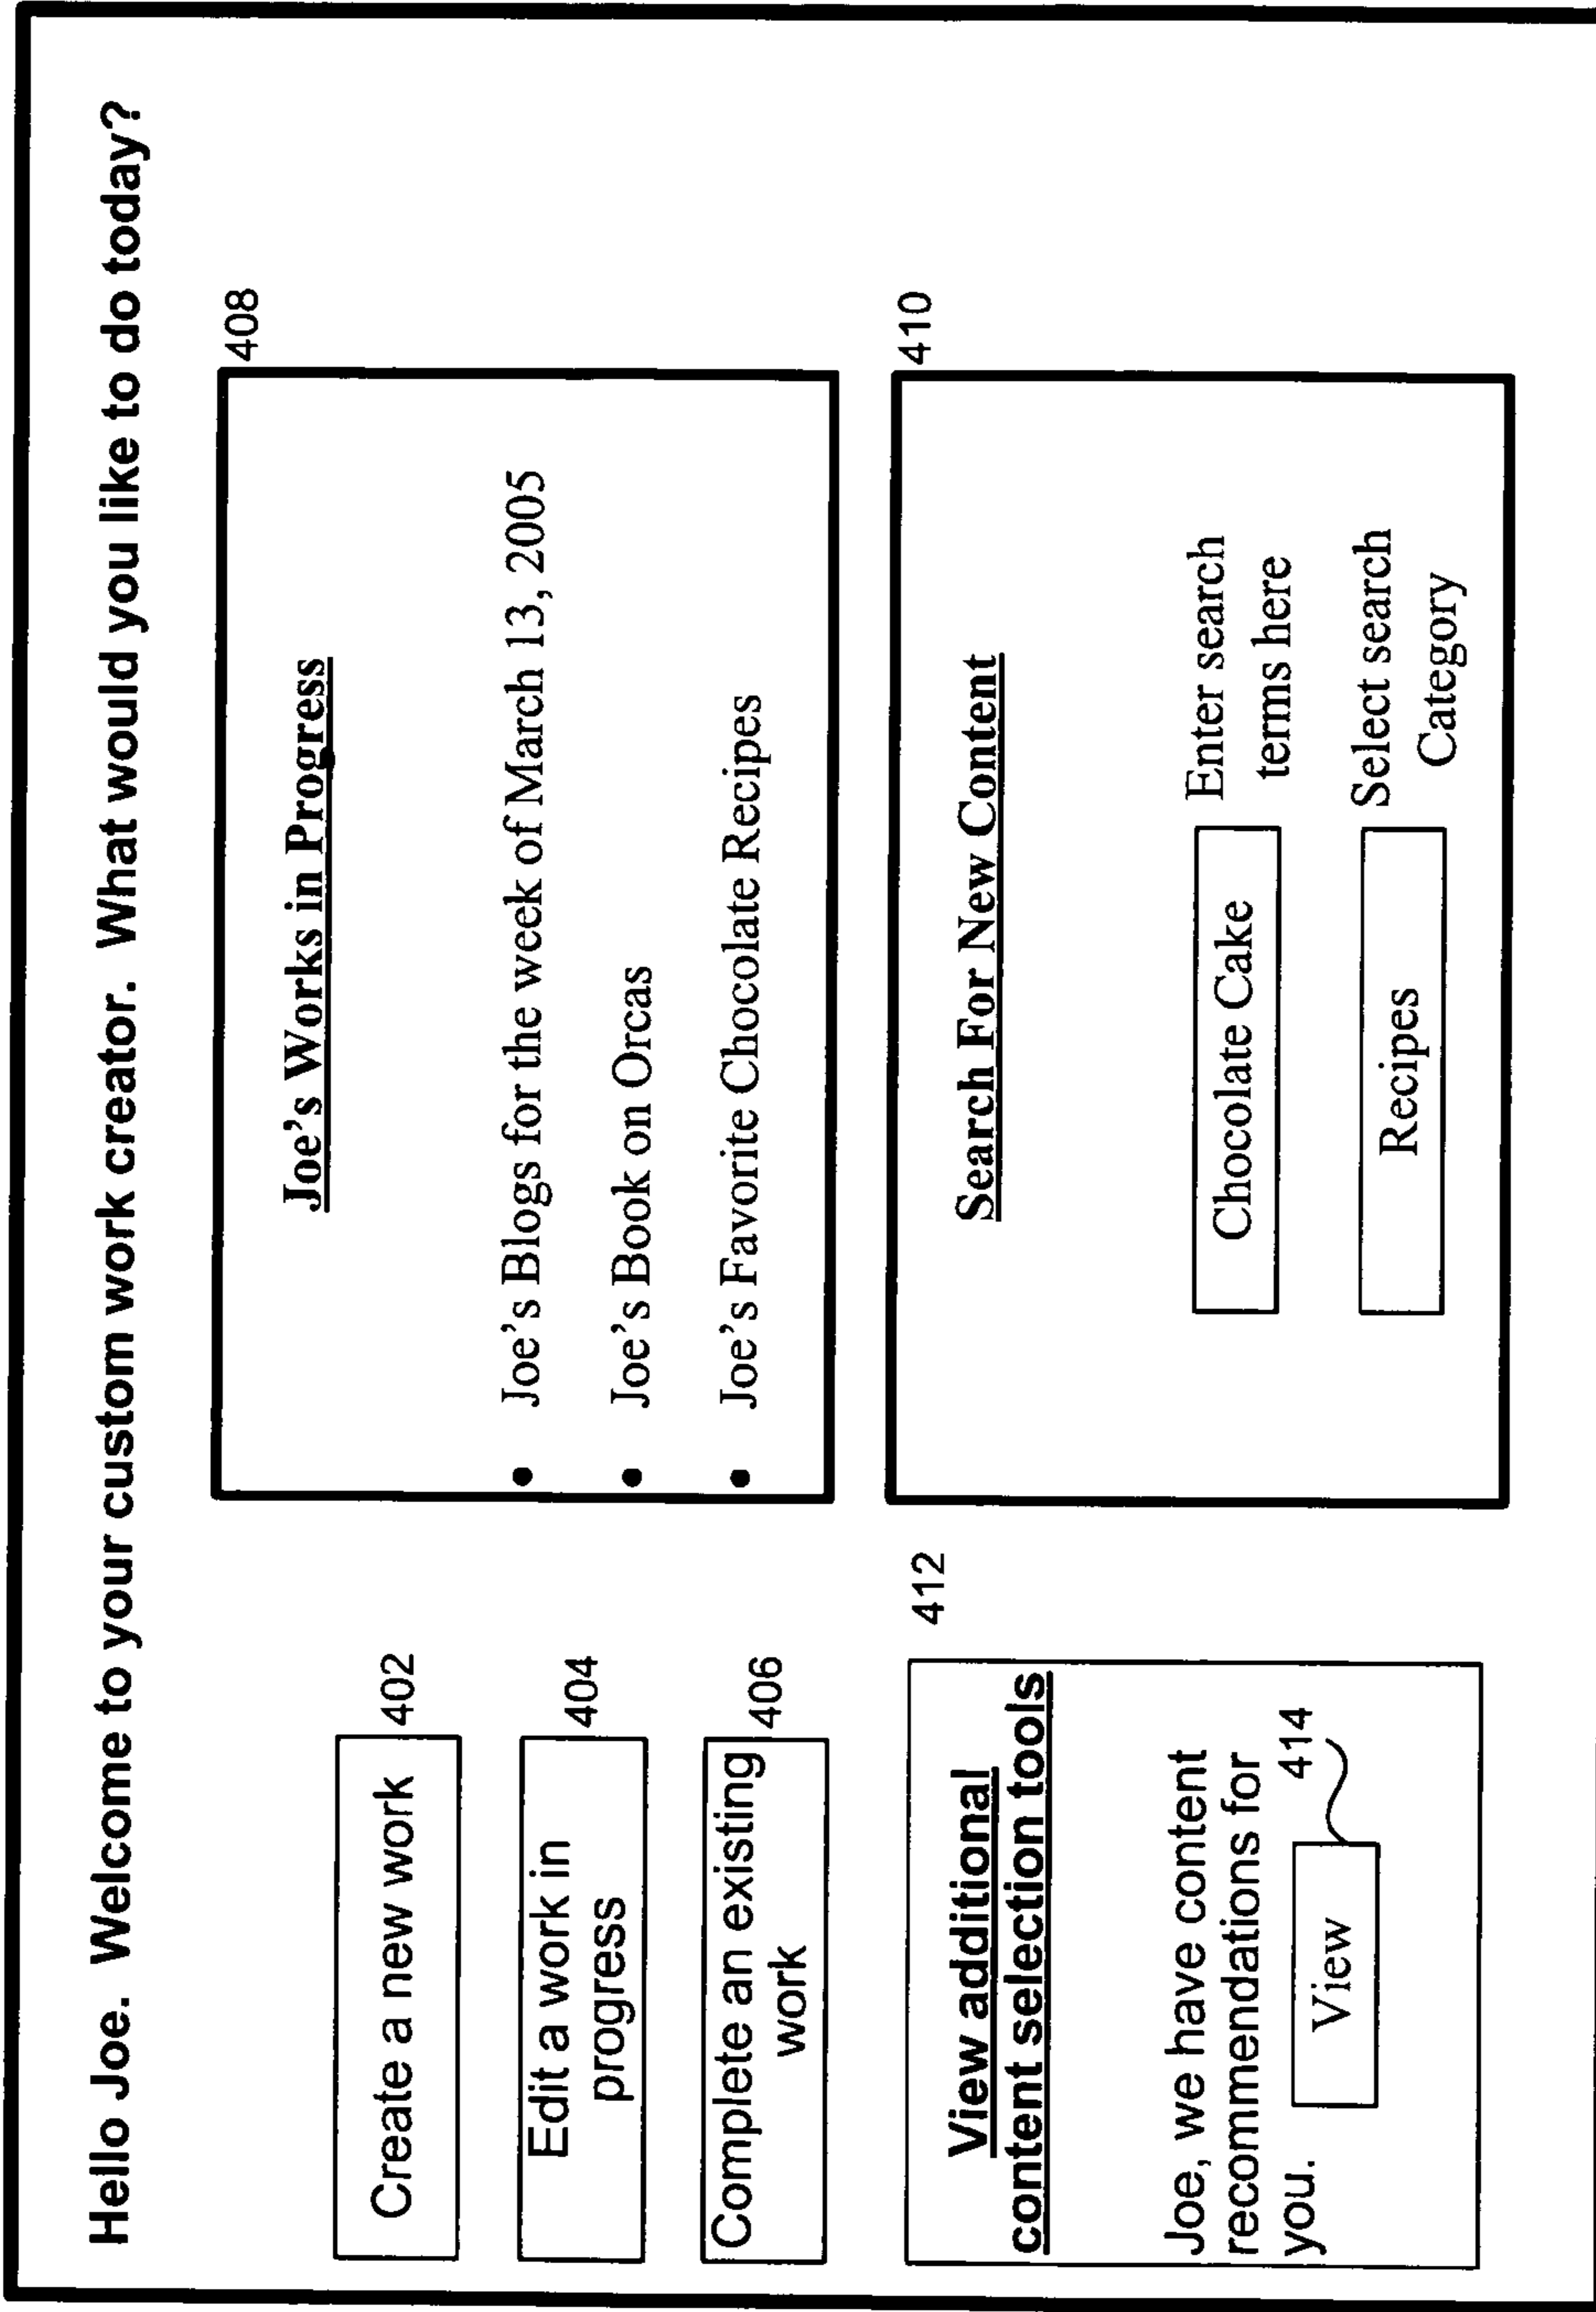 Hello Joe.  Welcome to your custom work creator.  What would you like to do today?
Create a new work
402
Edit a work in
progress
404
Complete an existing
work
406
408
Joe's Works in Progress
• Joe's Blogs for the week of March 13, 2005
• Joe's Book on Orcas
• Joe's Favorite Chocolate Recipes
412
View additional
content selection tools
Joe, we have content
recommendations for
you.
414
View
410
Search For New Content
Chocolate Cake
Enter search
terms here
Recipes
Select search
Category